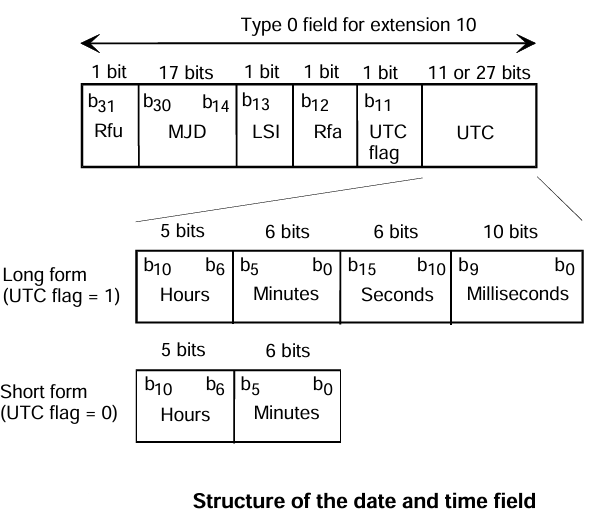 Type 0 field for extension 10
1 bit 17 bits 1 bit 1 bit 1 bit 11 or 27 bits
b31 b30 b14 b13 b12 b11
Rfu MJD LSI Rfa UTC flag UTC
5 bits 6 bits 6 bits 10 bits
Long form
(UTC flag = 1)
b10 b6 b5 b0 b15 b10 b9 b0
Hours Minutes Seconds Milliseconds
5 bits 6 bits
Short form
(UTC flag = 0)
b10 b6 b5 b0
Hours Minutes
Structure of the date and time field